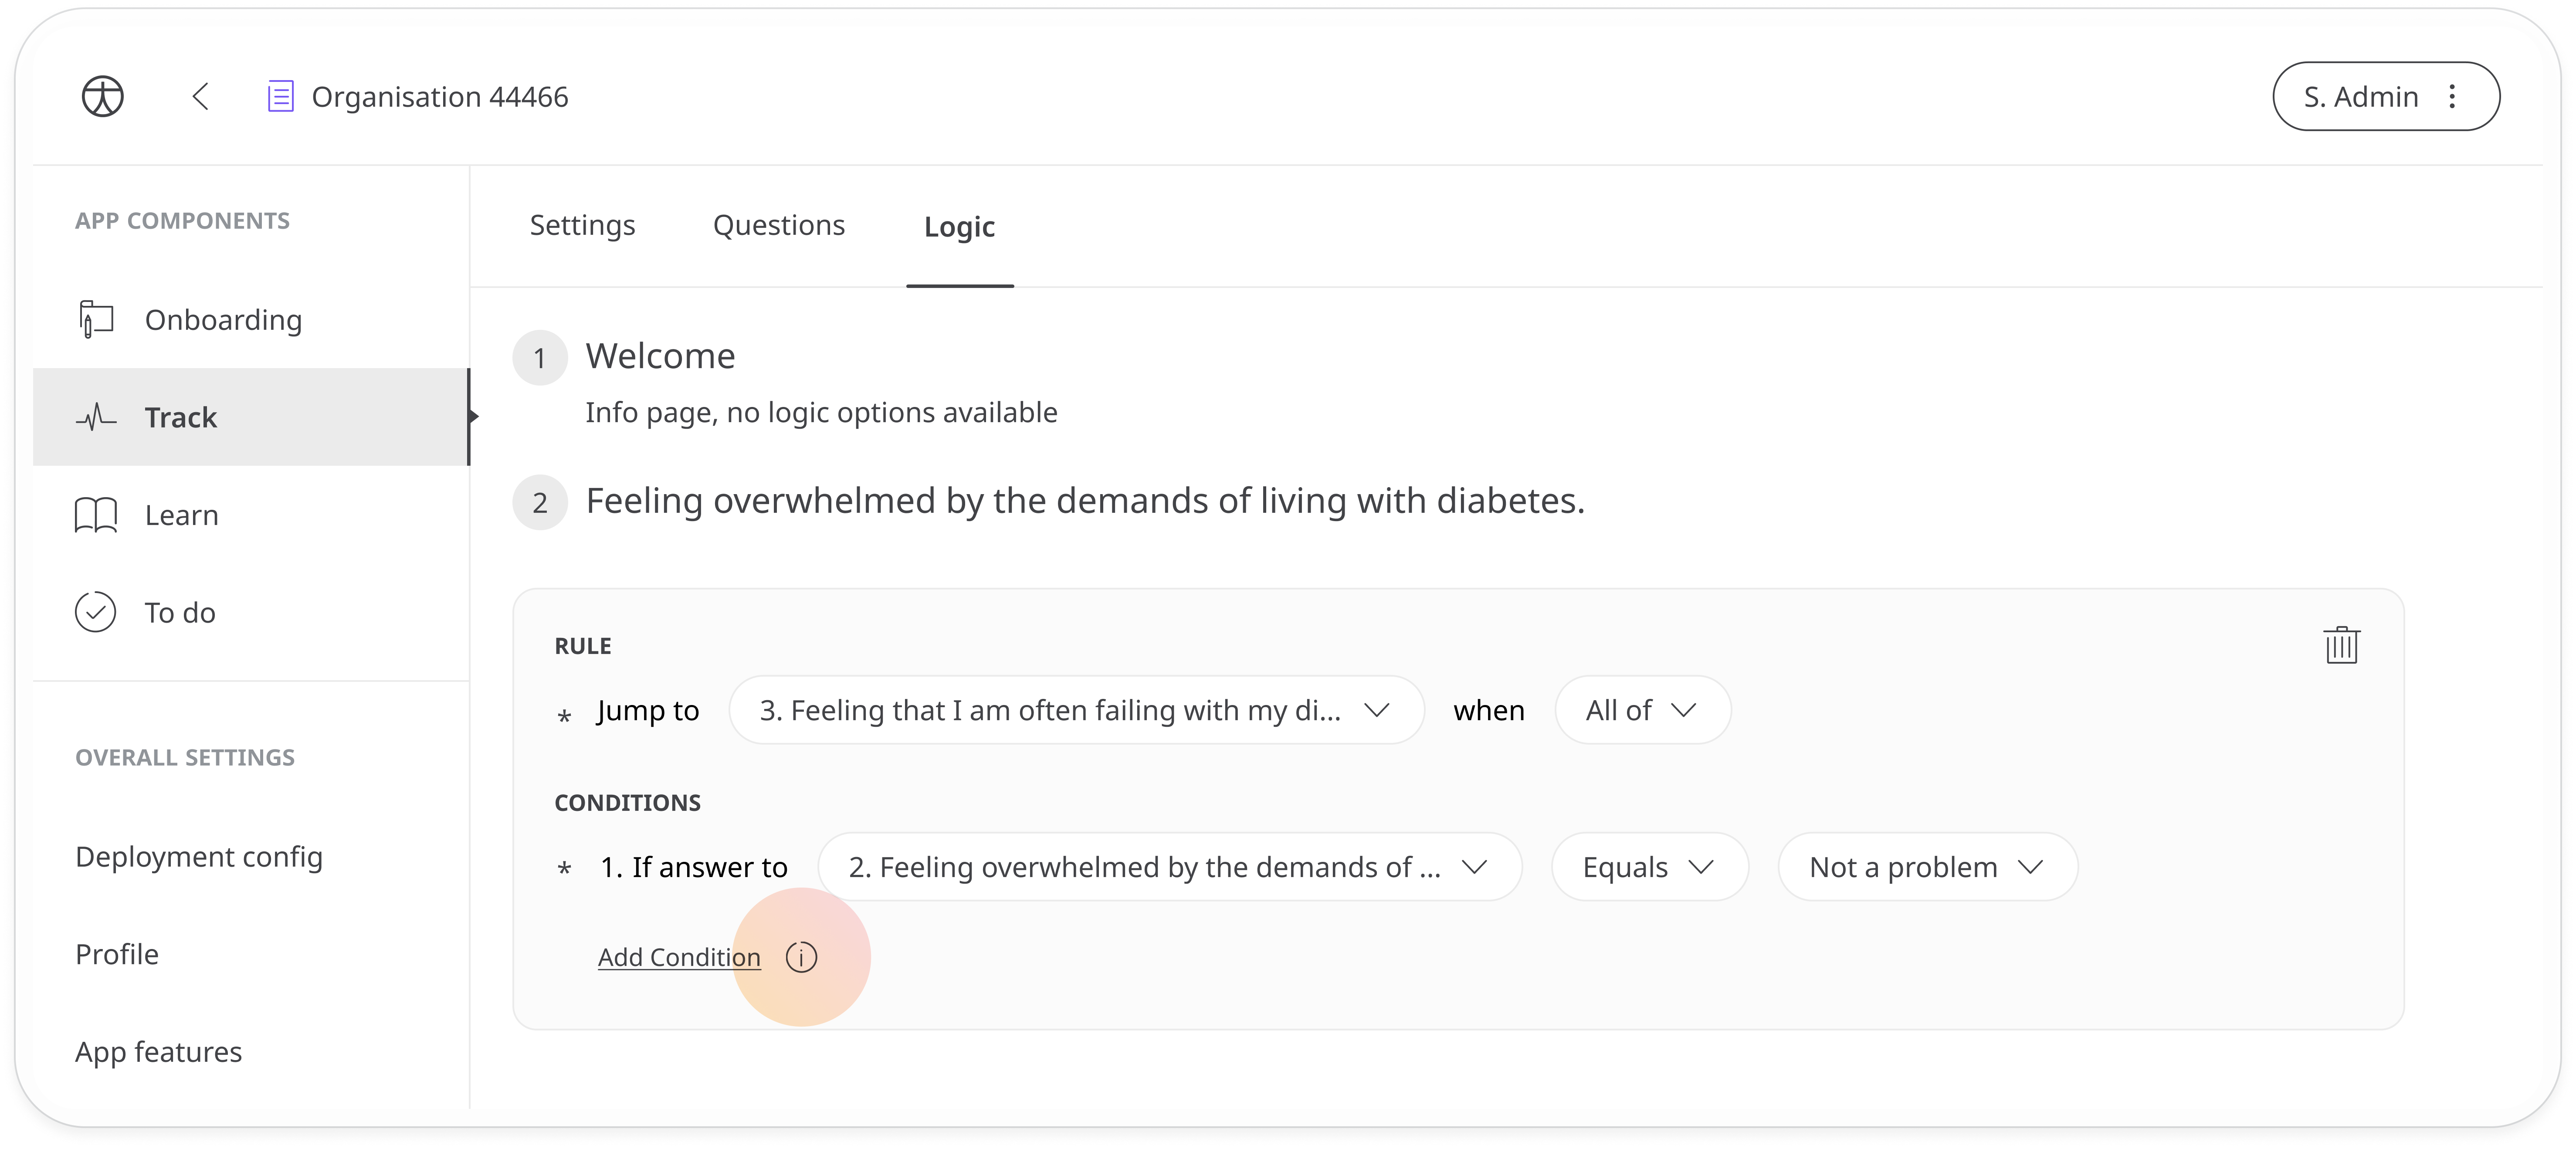 Organisation 44466
S. Admin
APP COMPONENTS
Onboarding
Track
Learn
To do
OVERALL SETTINGS
Deployment config
Profile
App features
Settings
Questions
Logic
1 Welcome
Info page, no logic options available
2 Feeling overwhelmed by the demands of living with diabetes.
RULE
* Jump to 3. Feeling that I am often failing with my di... when All of
CONDITIONS
* 1. If answer to 2. Feeling overwhelmed by the demands of ... Equals Not a problem
Add Condition